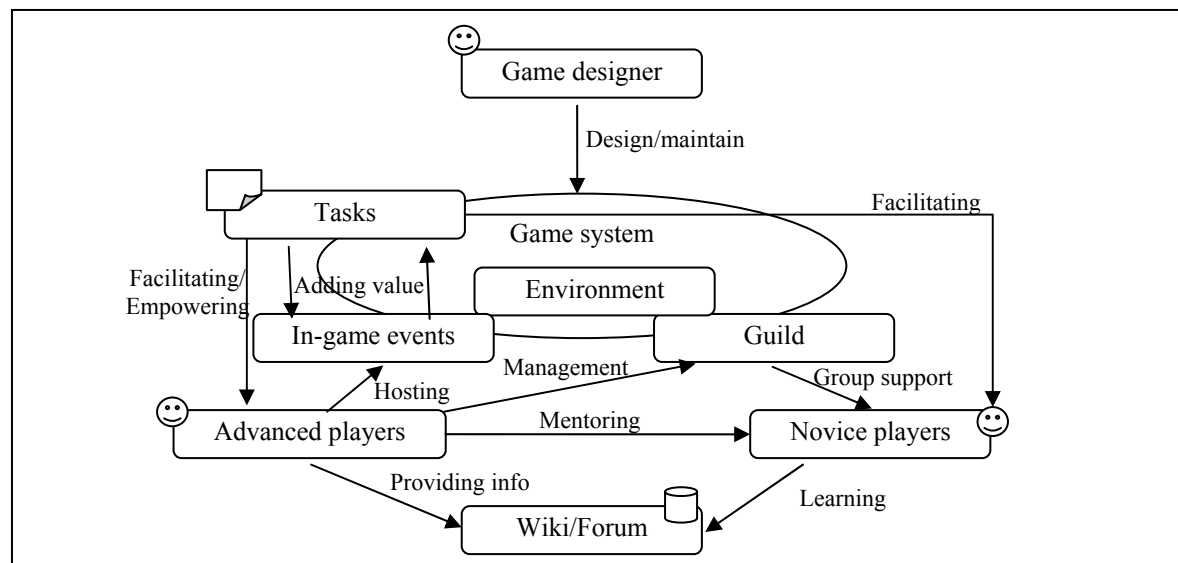 Game designer
Design/maintain
Tasks
Facilitating
Game system
Facilitating/
Empowering
Adding value
Environment
In-game events
Guild
Management
Group support
Hosting
Advanced players
Mentoring
Novice players
Providing info
Learning
Wiki/Forum